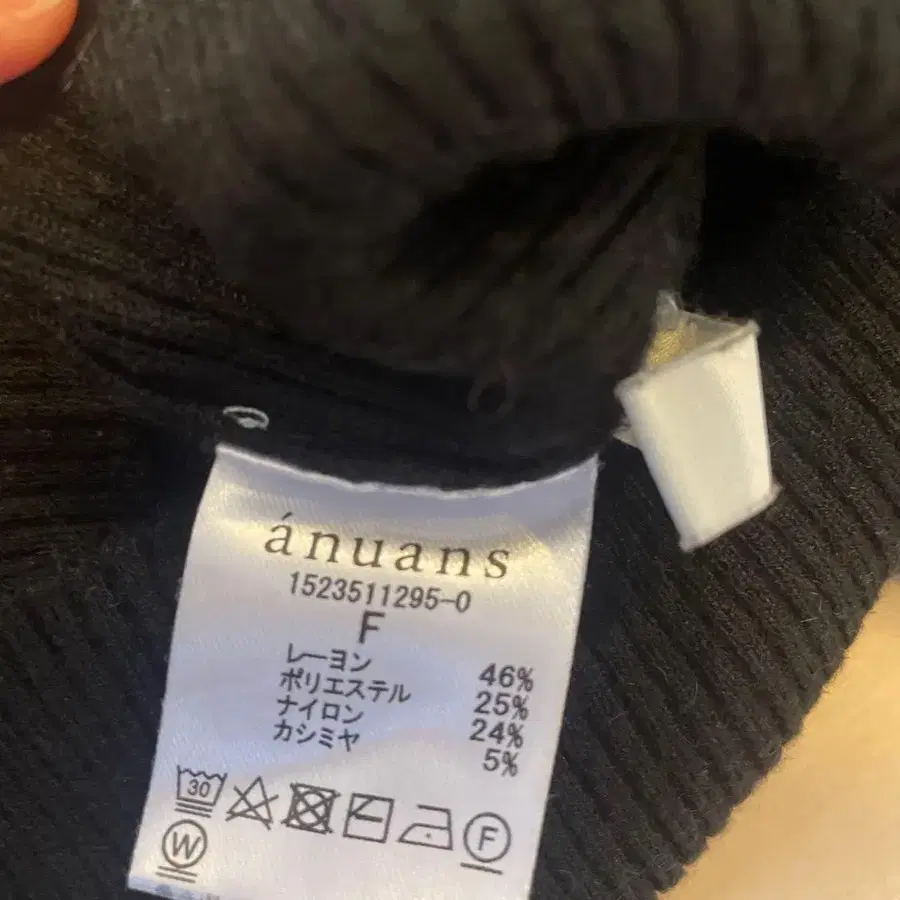 ánuans
1523511295-0
F
レーヨン 46%
ポリエステル 25%
ナイロン 24%
カシミヤ 5%
30
F
W